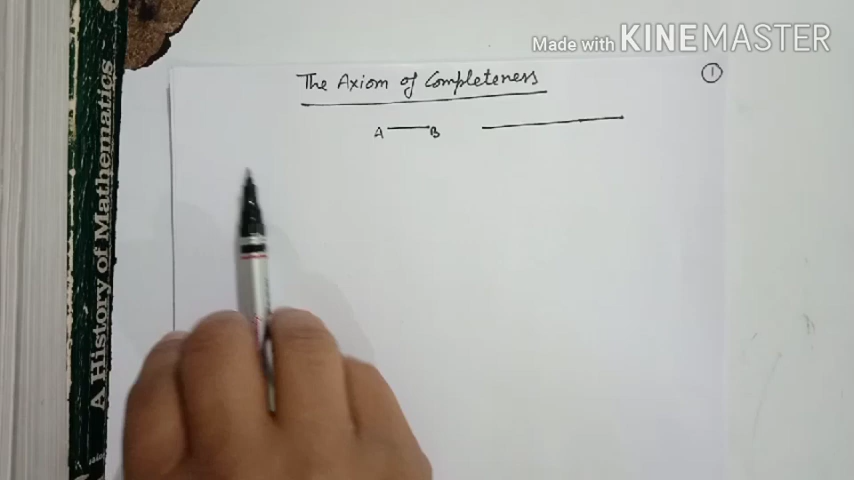 Made with KINEMASTER
The Axiom of Completeness
1
A B
A History of Mathematics